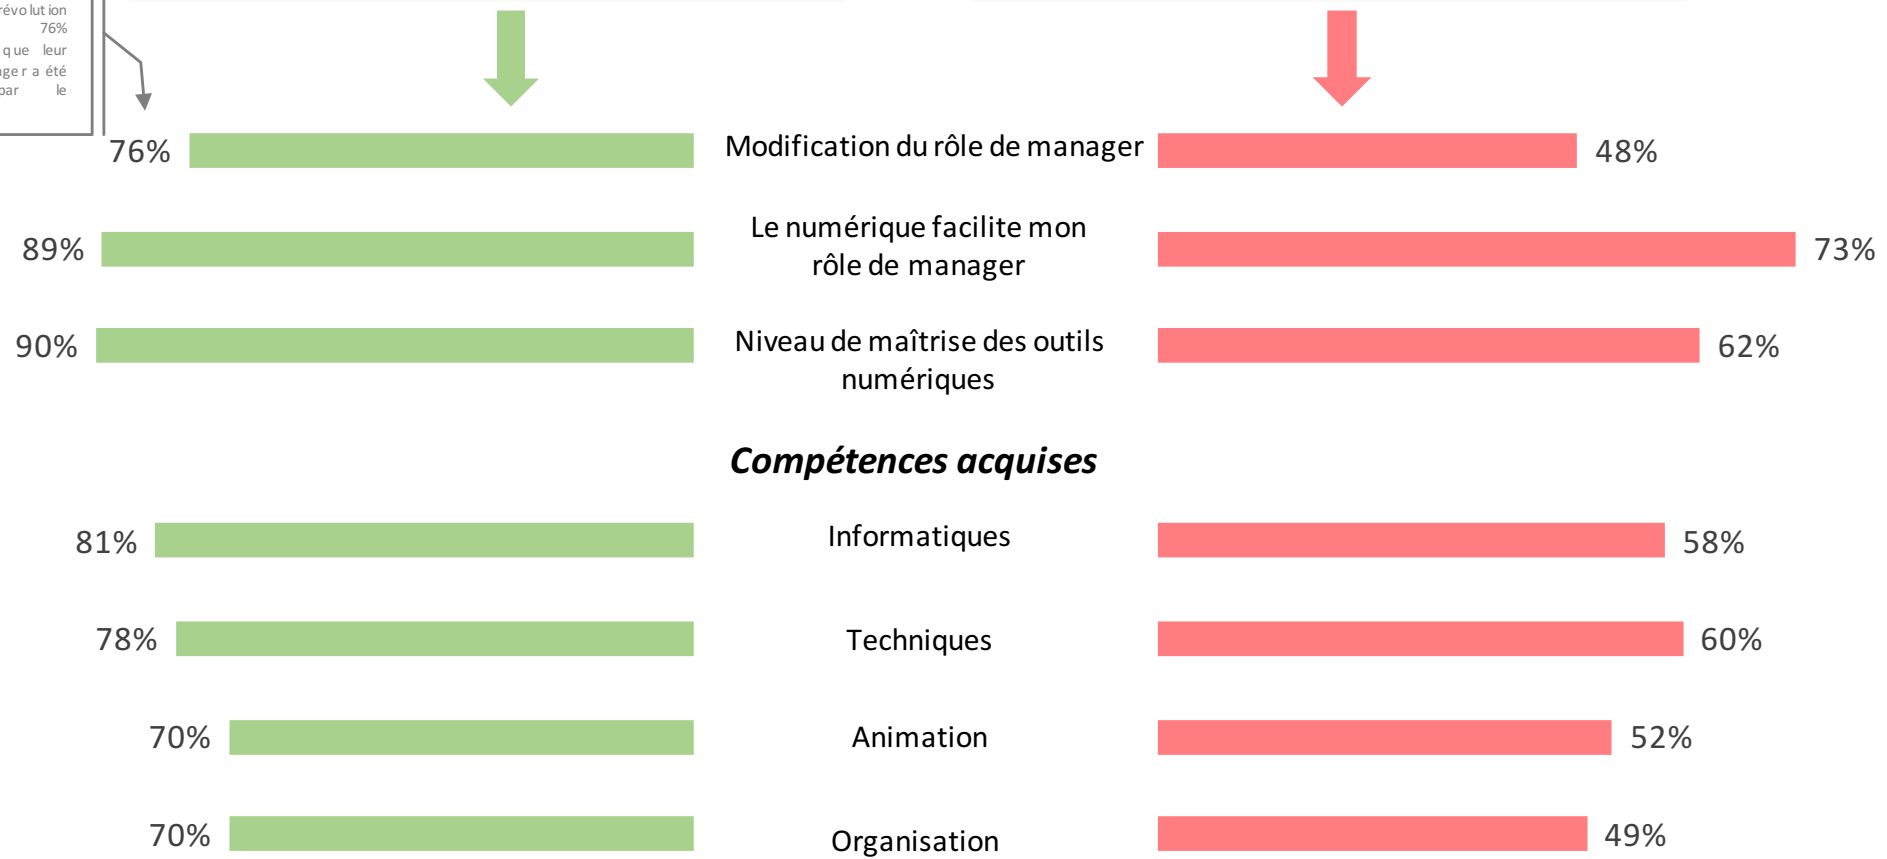 révolution
76%
que leur
a été
par le
76% Modification du rôle de manager 48%
Le numérique facilite mon
89% rôle de manager 73%
90% Niveau de maîtrise des outils 62%
numériques
Compétences acquises
81% Informatiques 58%
78% Techniques 60%
70% Animation 52%
70% Organisation 49%